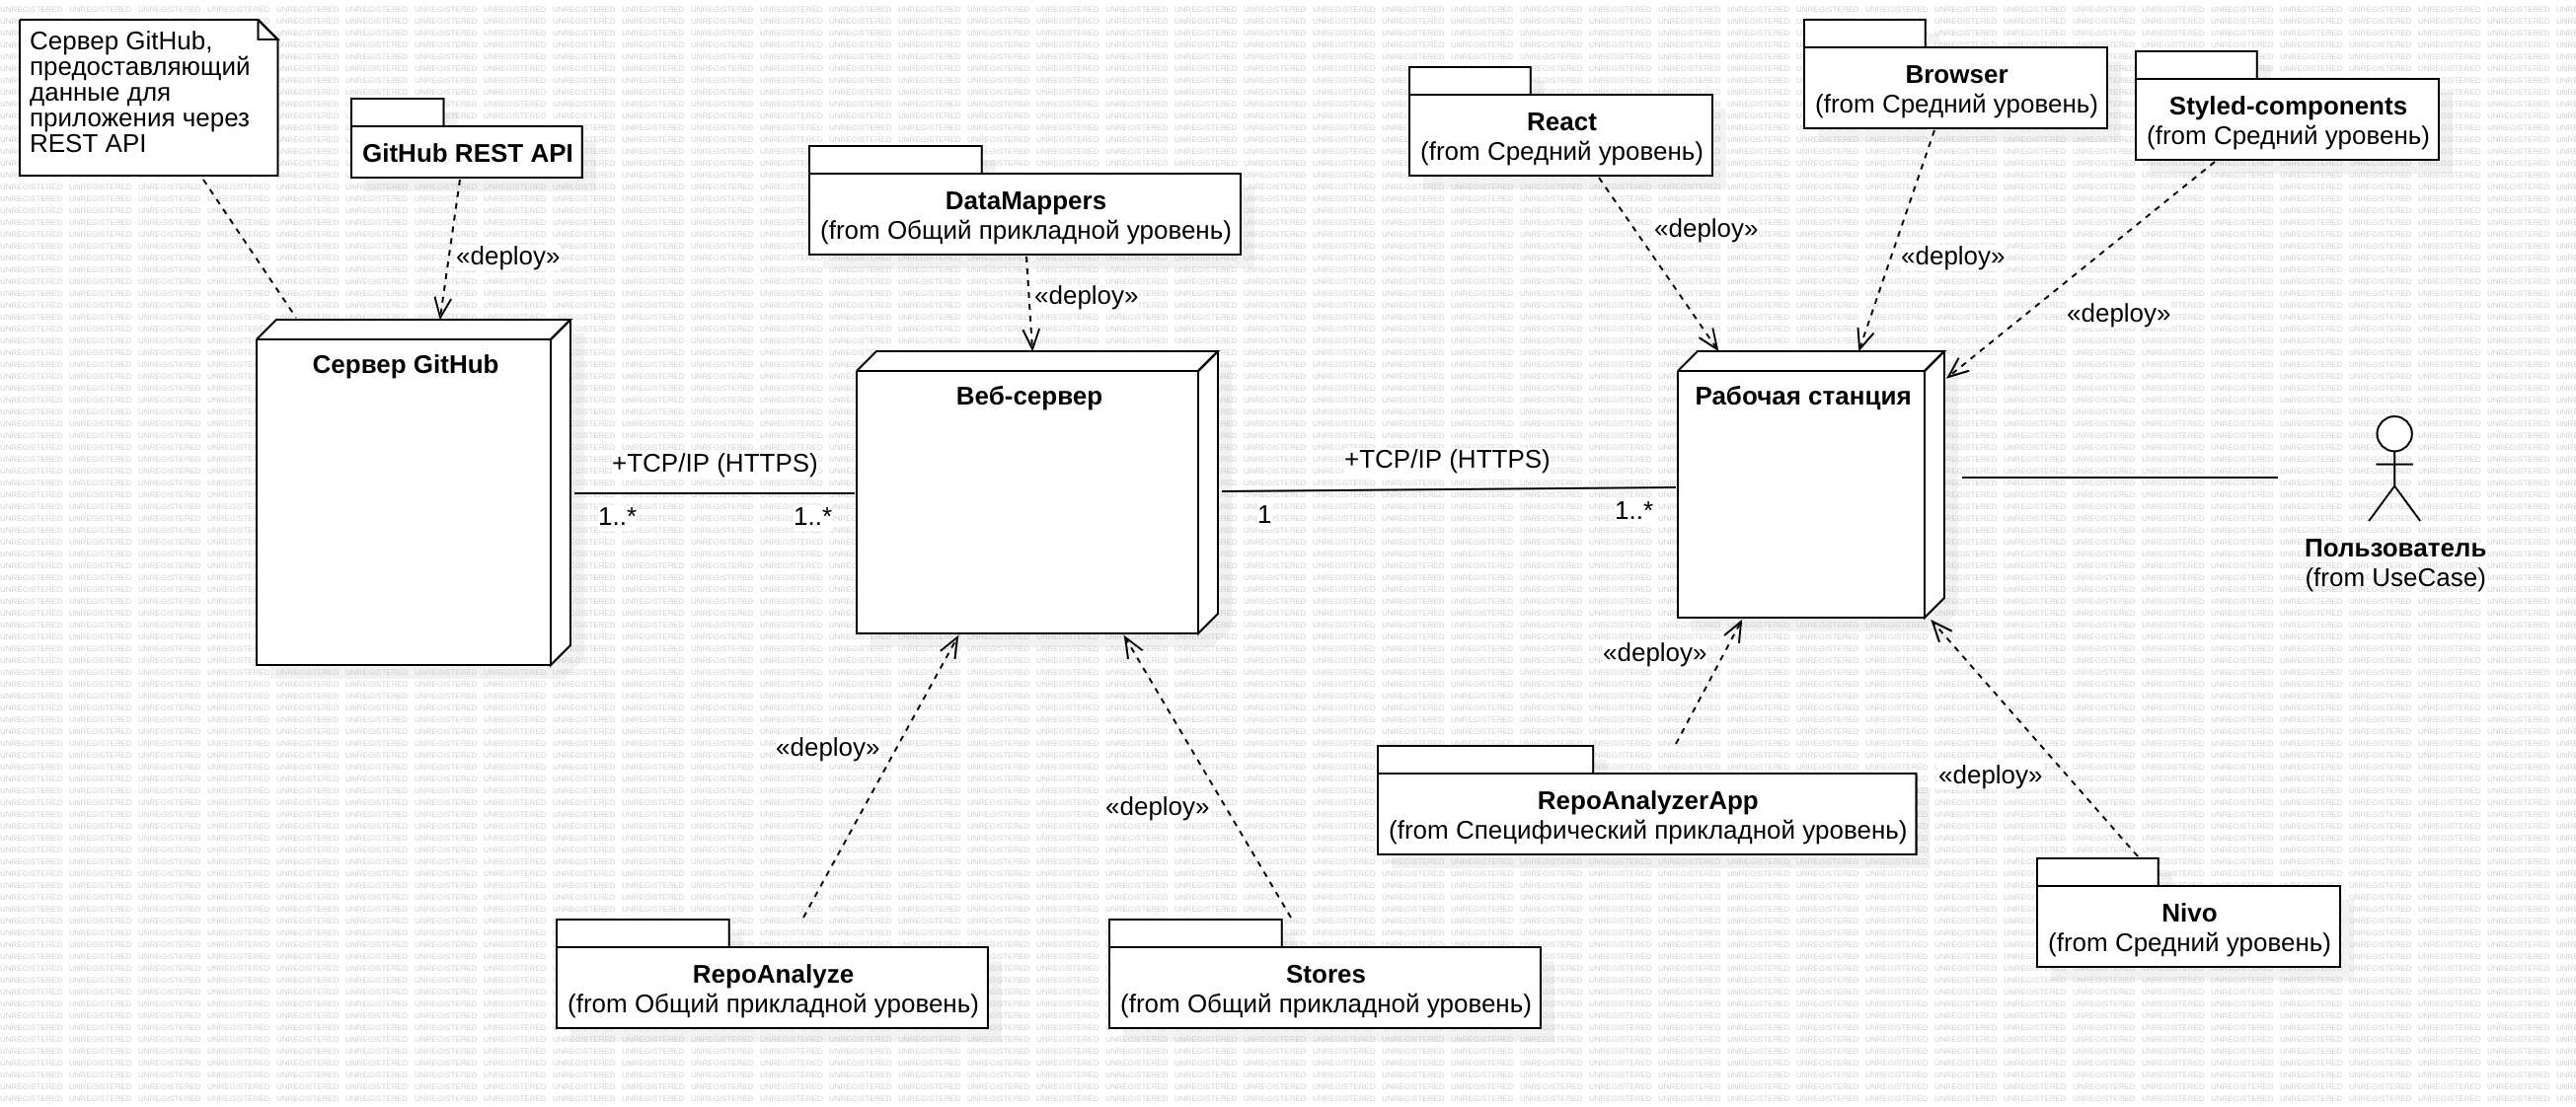 Сервер GitHub,
предоставляющий
данные для
приложения через
REST API
GitHub REST API
«deploy»
Сервер GitHub
+TCP/IP (HTTPS)
1..*
1..*
DataMappers
(from Общий прикладной уровень)
«deploy»
Веб-сервер
+TCP/IP (HTTPS)
1
1..*
React
(from Средний уровень)
«deploy»
Browser
(from Средний уровень)
«deploy»
Styled-components
(from Средний уровень)
«deploy»
Рабочая станция
Пользователь
(from UseCase)
«deploy»
RepoAnalyze
(from Общий прикладной уровень)
«deploy»
Stores
(from Общий прикладной уровень)
«deploy»
RepoAnalyzerApp
(from Специфический прикладной уровень)
«deploy»
Nivo
(from Средний уровень)
UNREGISTERED